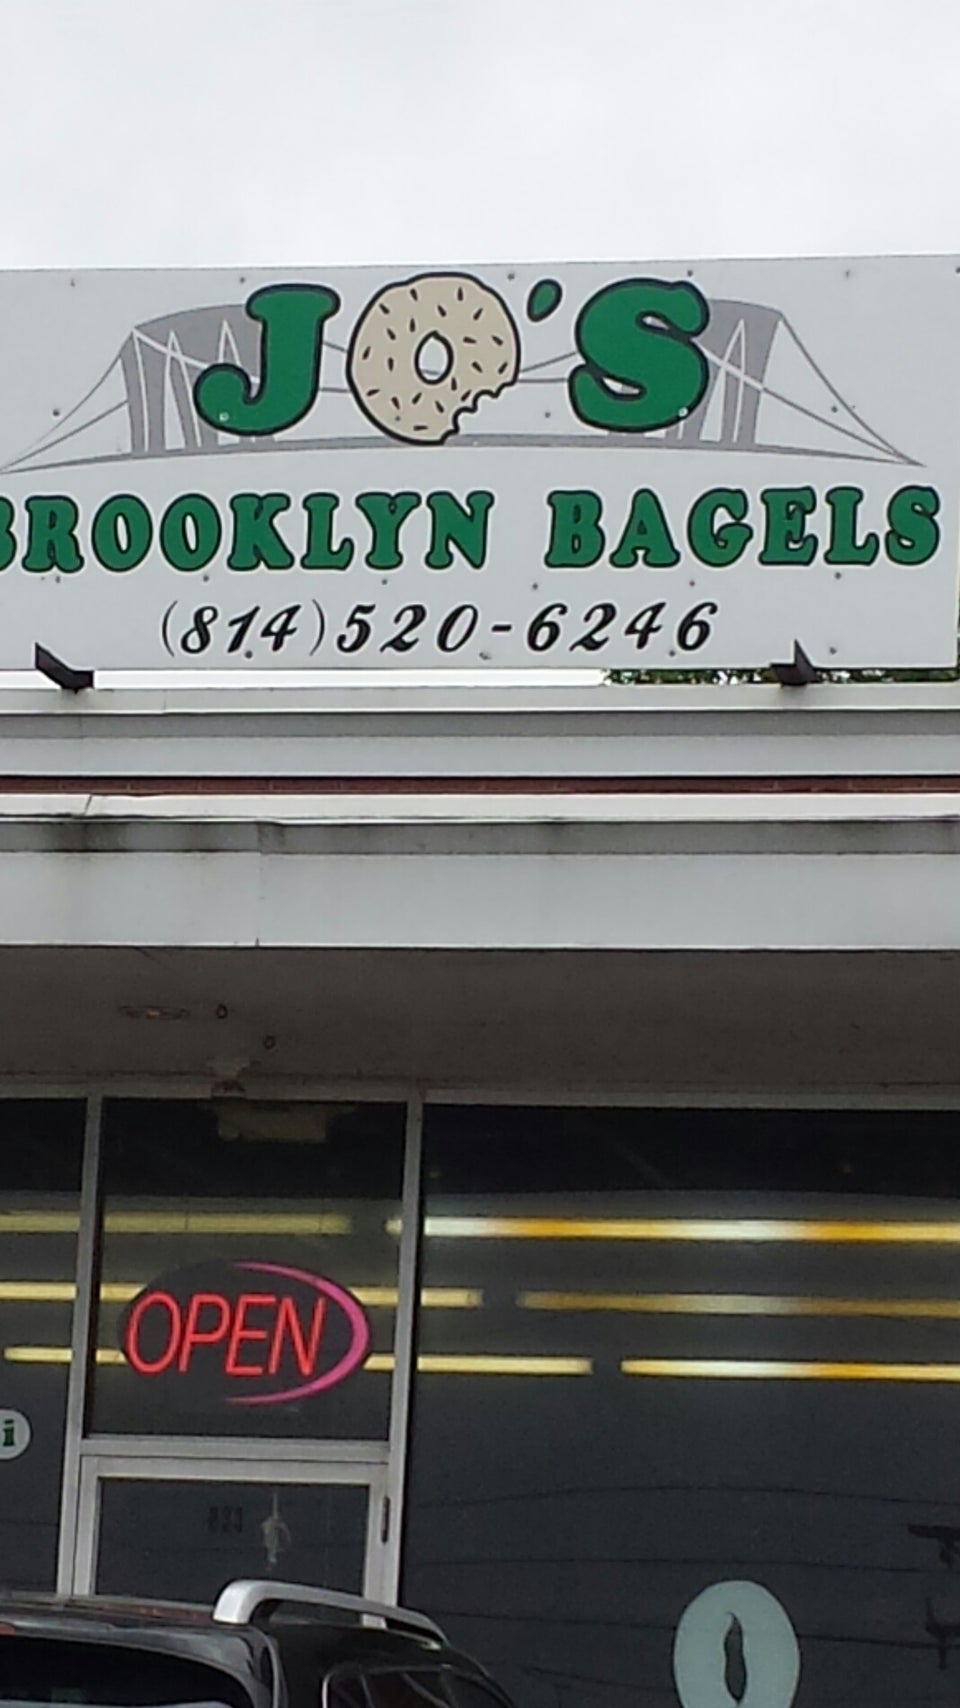 JO'S
BROOKLYN BAGELS
(814)520-6246
OPEN
i